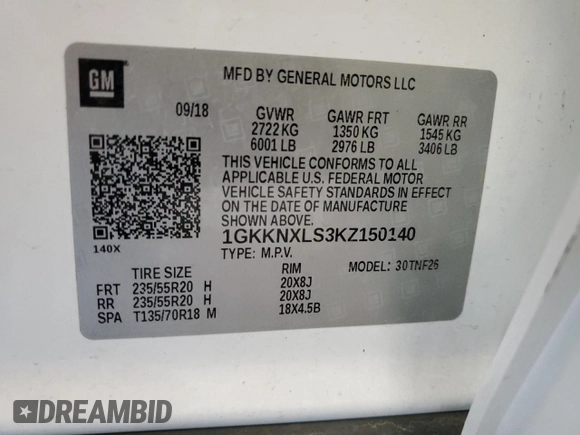 GM
MFD BY GENERAL MOTORS LLC
09/18 GVWR GAWR FRT GAWR RR
2722 KG 1350 KG 1545 KG
6001 LB 2976 LB 3406 LB
THIS VEHICLE CONFORMS TO ALL
APPLICABLE U.S. FEDERAL MOTOR
VEHICLE SAFETY STANDARDS IN EFFECT
ON THE DATE OF MANUFACTURE
SHOWN ABOVE.
140X 1GKKNXLS3KZ150140
TYPE: M.P.V. MODEL: 30TNF26
TIRE SIZE RIM
FRT 235/55R20 H 20X8J
RR 235/55R20 H 20X8J
SPA T135/70R18 M 18X4.5B
DREAMBID